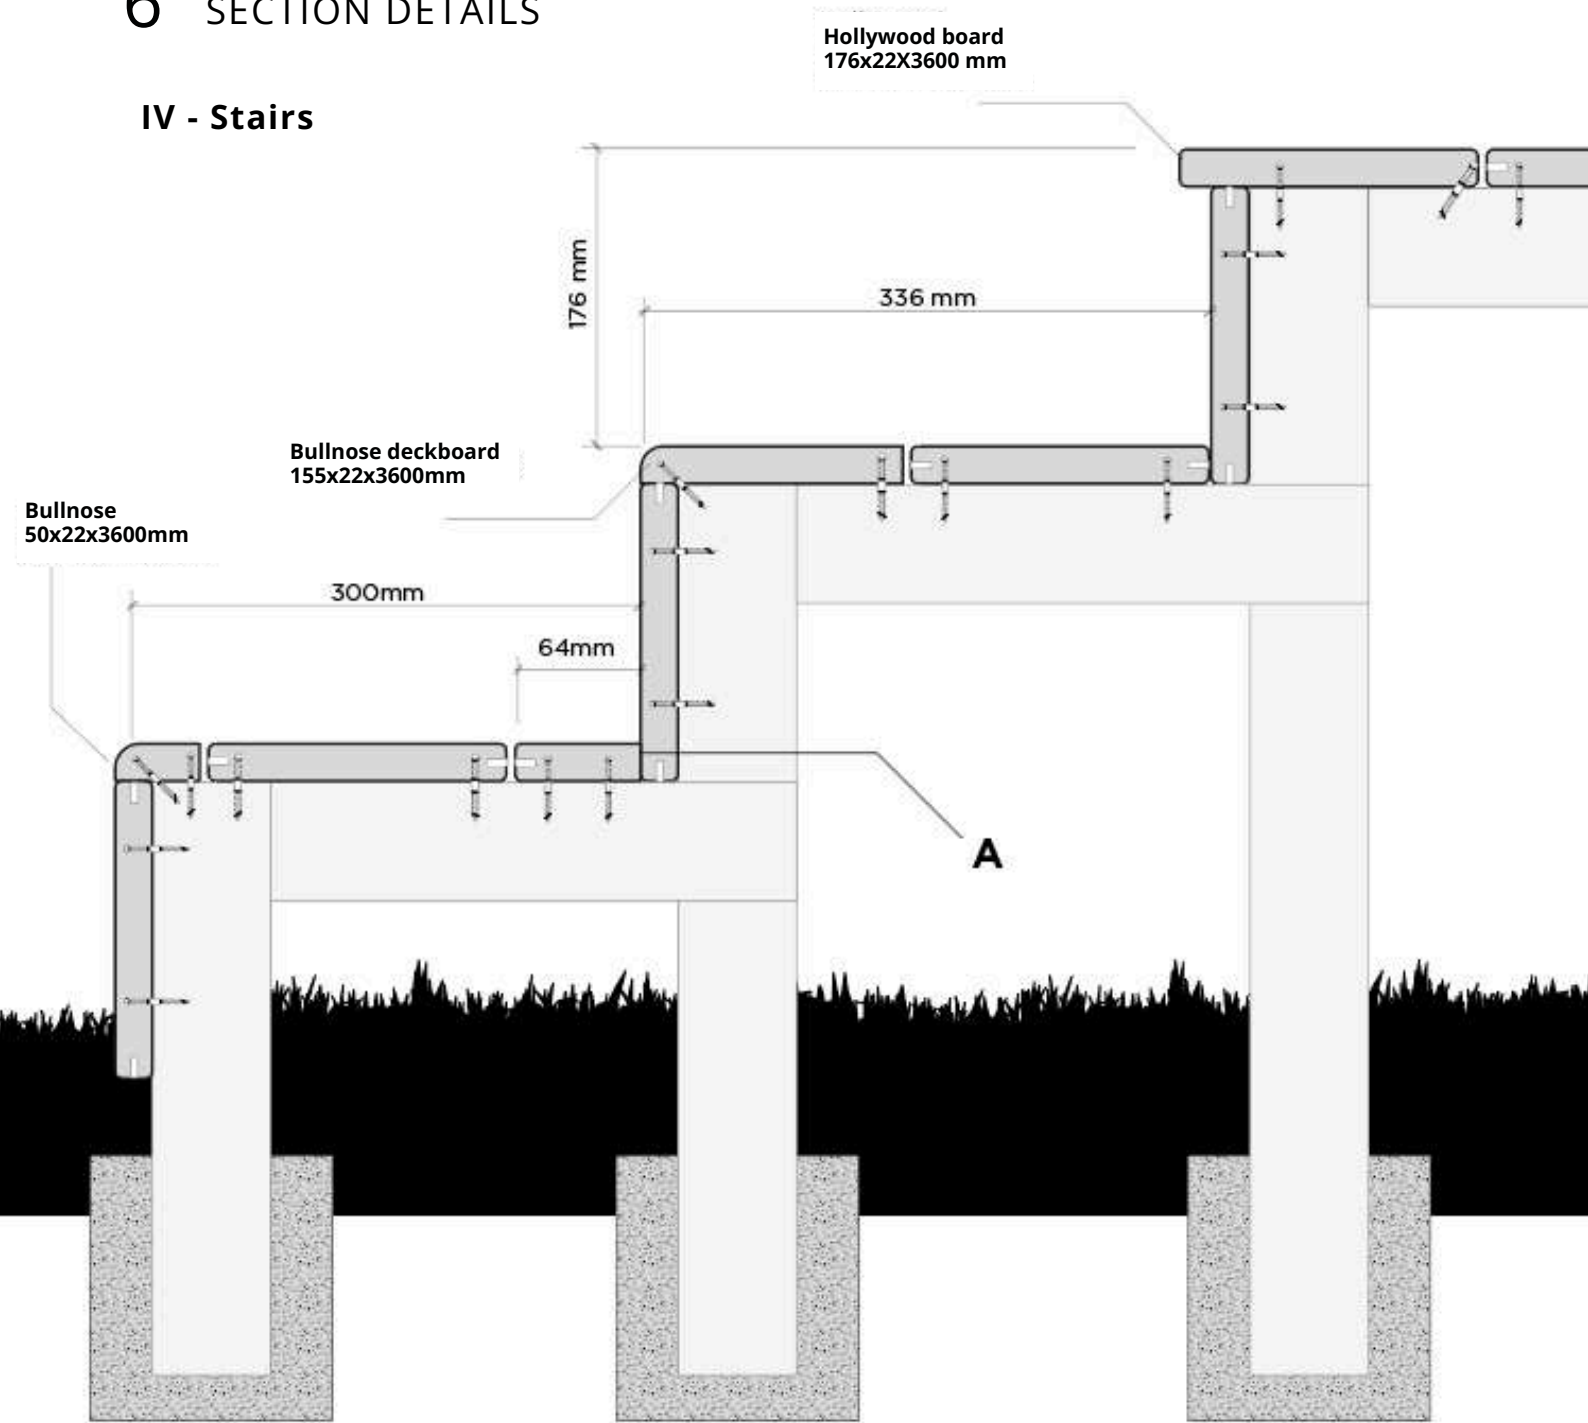 6 SECTION DETAILS
Hollywood board
176x22X3600 mm
IV - Stairs
176 mm
336 mm
Bullnose deckboard
155x22x3600mm
Bullnose
50x22x3600mm
300mm
64mm
A